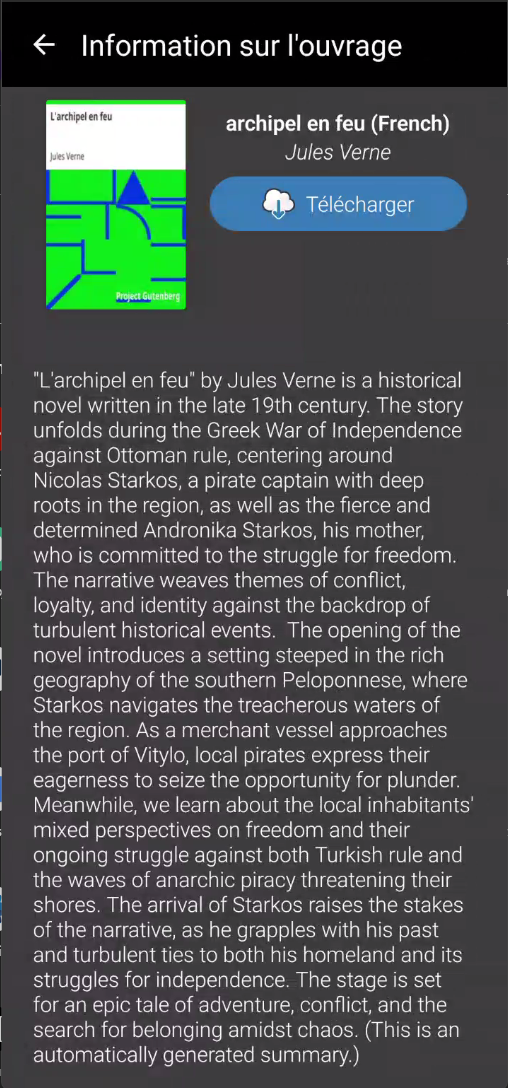 Information sur l'ouvrage
L'archipel en feu
Jules Verne
Project Gutenberg
archipel en feu (French)
Jules Verne
Télécharger
"L'archipel en feu" by Jules Verne is a historical
novel written in the late 19th century. The story
unfolds during the Greek War of Independence
against Ottoman rule, centering around
Nicolas Starkos, a pirate captain with deep
roots in the region, as well as the fierce and
determined Andronika Starkos, his mother,
who is committed to the struggle for freedom.
The narrative weaves themes of conflict,
loyalty, and identity against the backdrop of
turbulent historical events.  The opening of the
novel introduces a setting steeped in the rich
geography of the southern Peloponnese, where
Starkos navigates the treacherous waters of
the region. As a merchant vessel approaches
the port of Vitylo, local pirates express their
eagerness to seize the opportunity for plunder.
Meanwhile, we learn about the local inhabitants'
mixed perspectives on freedom and their
ongoing struggle against both Turkish rule and
the waves of anarchic piracy threatening their
shores. The arrival of Starkos raises the stakes
of the narrative, as he grapples with his past
and turbulent ties to both his homeland and its
struggles for independence. The stage is set
for an epic tale of adventure, conflict, and the
search for belonging amidst chaos. (This is an
automatically generated summary.)